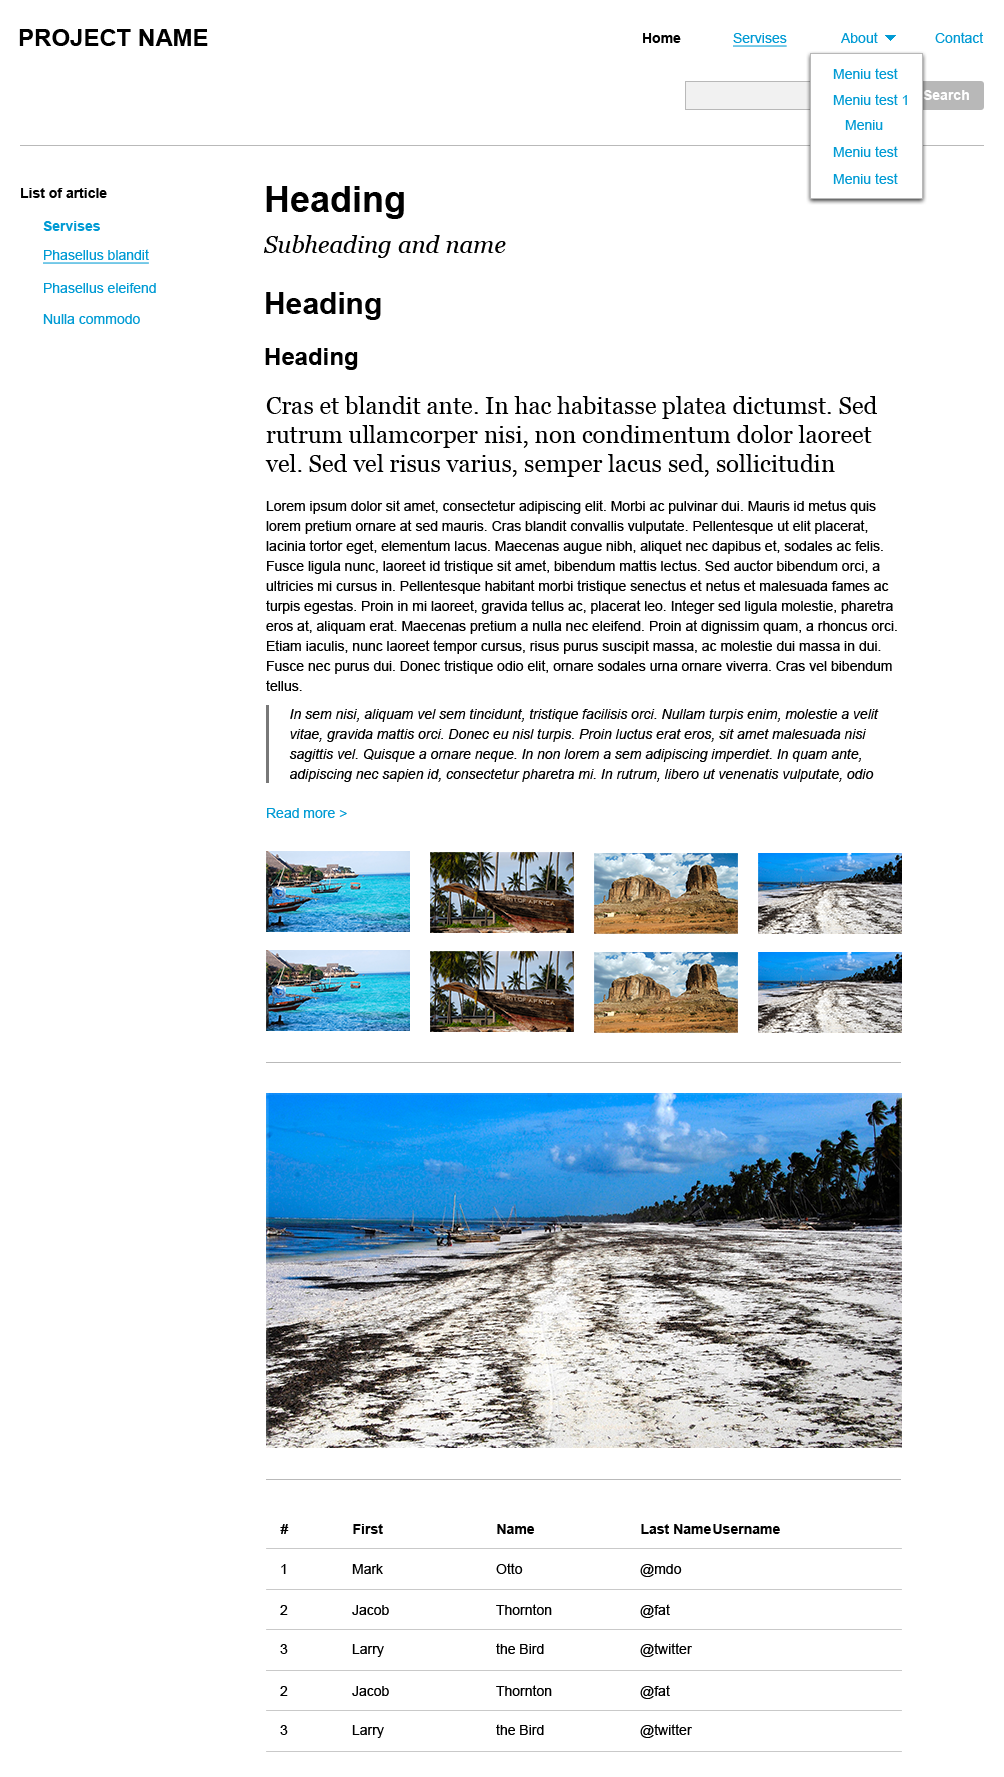 PROJECT NAME
Home Servises About Contact
Meniu test
Meniu test 1
Meniu
Meniu test
Meniu test
Search
List of article
Servises
Phasellus blandit
Phasellus eleifend
Nulla commodo
Heading
Subheading and name
Heading
Heading
Cras et blandit ante. In hac habitasse platea dictumst. Sed
rutrum ullamcorper nisi, non condimentum dolor laoreet
vel. Sed vel risus varius, semper lacus sed, sollicitudin
Lorem ipsum dolor sit amet, consectetur adipiscing elit. Morbi ac pulvinar dui. Mauris id metus quis
lorem pretium ornare at sed mauris. Cras blandit convallis vulputate. Pellentesque ut elit placerat,
lacinia tortor eget, elementum lacus. Maecenas augue nibh, aliquet nec dapibus et, sodales ac felis.
Fusce ligula nunc, laoreet id tristique sit amet, bibendum mattis lectus. Sed auctor bibendum orci, a
ultricies mi cursus in. Pellentesque habitant morbi tristique senectus et netus et malesuada fames ac
turpis egestas. Proin in mi laoreet, gravida tellus ac, placerat leo. Integer sed ligula molestie, pharetra
eros at, aliquam erat. Maecenas pretium a nulla nec eleifend. Proin at dignissim quam, a rhoncus orci.
Etiam iaculis, nunc laoreet tempor cursus, risus purus suscipit massa, ac molestie dui massa in dui.
Fusce nec purus dui. Donec tristique odio elit, ornare sodales urna ornare viverra. Cras vel bibendum
tellus.
In sem nisi, aliquam vel sem tincidunt, tristique facilisis orci. Nullam turpis enim, molestie a velit
vitae, gravida mattis orci. Donec eu nisl turpis. Proin luctus erat eros, sit amet malesuada nisi
sagittis vel. Quisque a ornare neque. In non lorem a sem adipiscing imperdiet. In quam ante,
adipiscing nec sapien id, consectetur pharetra mi. In rutrum, libero ut venenatis vulputate, odio
Read more >
OF AFRICA
OF AFRICA
# First Name Last Name Username
1 Mark Otto @mdo
2 Jacob Thornton @fat
3 Larry the Bird @twitter
2 Jacob Thornton @fat
3 Larry the Bird @twitter